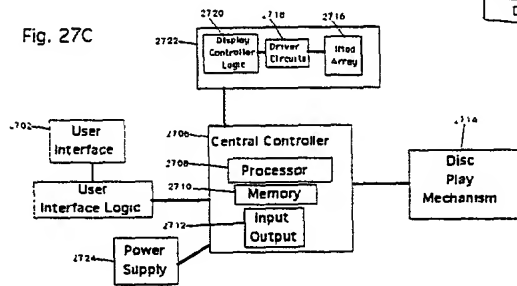 Fig. 27C
2720
2718
2716
2722
Display
Controller
Logic
Driver
Circuits
IMod
Array
2702
User
Interface
User
Interface Logic
2706
Central Controller
2708
Processor
2710
Memory
2712
Input
Output
2714
Disc
Play
Mechanism
2724
Power
Supply